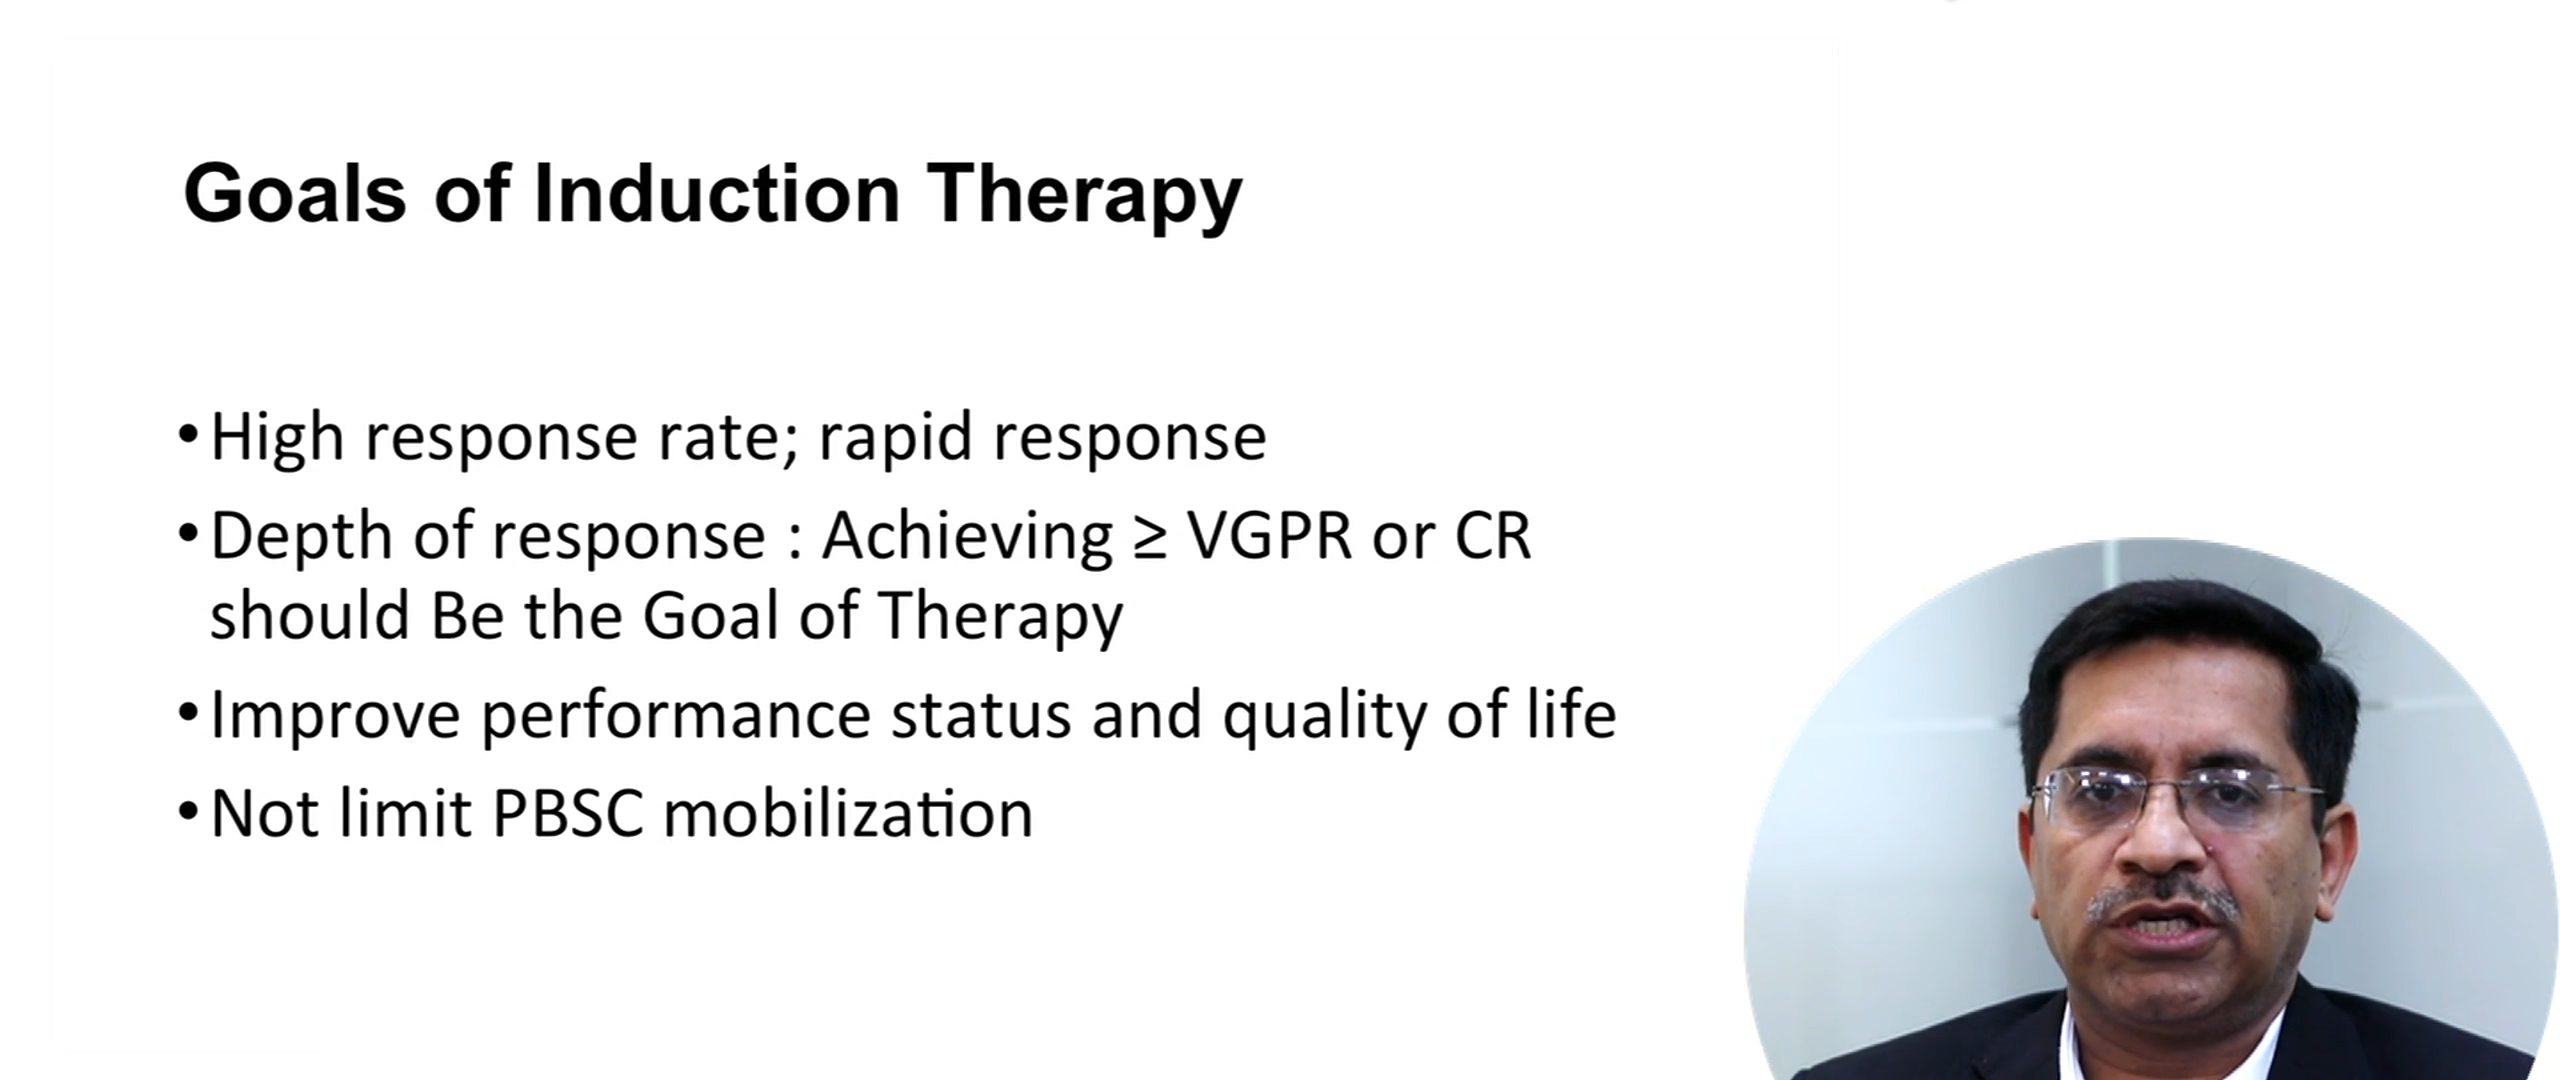 Goals of Induction Therapy
•High response rate; rapid response
•Depth of response : Achieving ≥ VGPR or CR
should Be the Goal of Therapy
•Improve performance status and quality of life
•Not limit PBSC mobilization